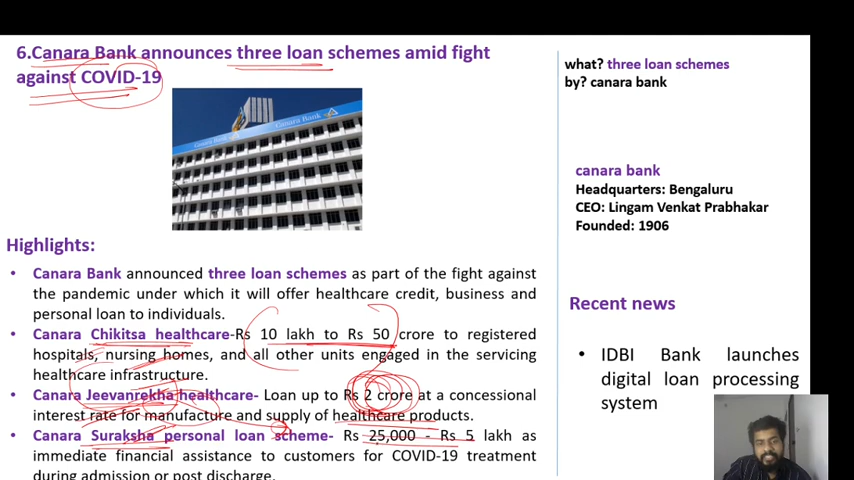 6.Canara Bank announces three loan schemes amid fight
against COVID-19
Canara Bank
Highlights:
• Canara Bank announced three loan schemes as part of the fight against
the pandemic under which it will offer healthcare credit, business and
personal loan to individuals.
• Canara Chikitsa healthcare-Rs 10 lakh to Rs 50 crore to registered
hospitals, nursing homes, and all other units engaged in the servicing
healthcare infrastructure.
• Canara Jeevanrekha healthcare- Loan up to Rs 2 crore at a concessional
interest rate for manufacture and supply of healthcare products.
• Canara Suraksha personal loan scheme- Rs 25,000 - Rs 5 lakh as
immediate financial assistance to customers for COVID-19 treatment
during admission or post discharge.
what? three loan schemes
by? canara bank
canara bank
Headquarters: Bengaluru
CEO: Lingam Venkat Prabhakar
Founded: 1906
Recent news
• IDBI Bank launches
digital loan processing
system